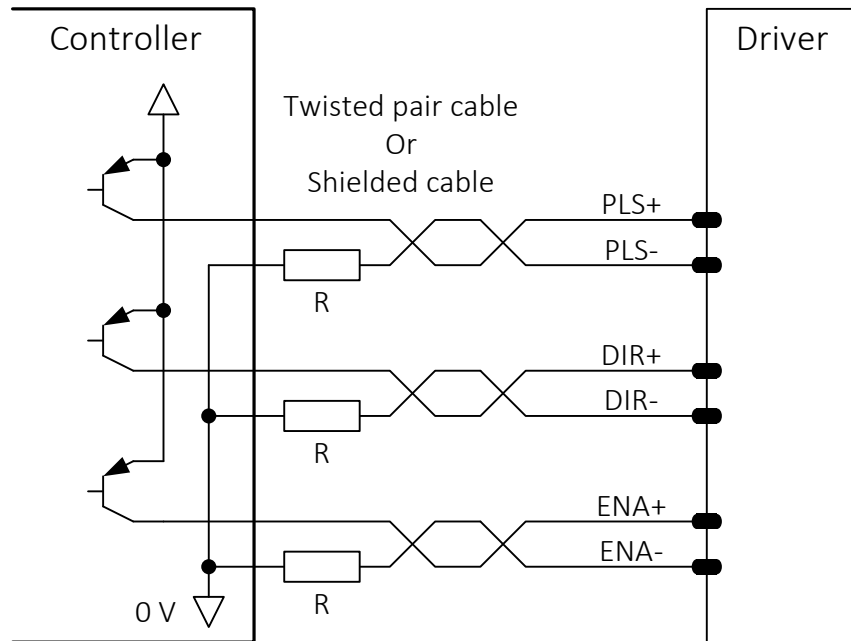 Controller
Driver
Twisted pair cable
Or
Shielded cable
PLS+
PLS-
R
DIR+
DIR-
R
ENA+
ENA-
R
0 V